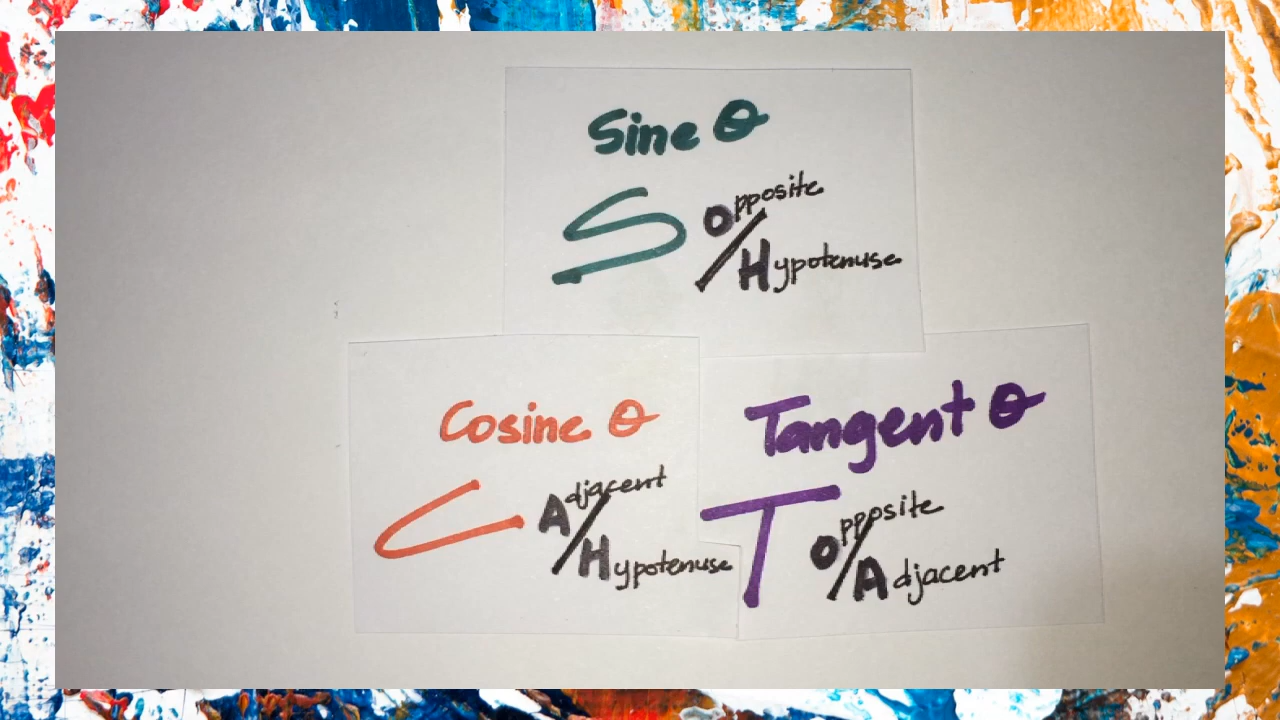 Sine θ
S Opposite/Hypotenuse
Cosine θ
C Adjacent/Hypotenuse
Tangent θ
T Opposite/Adjacent